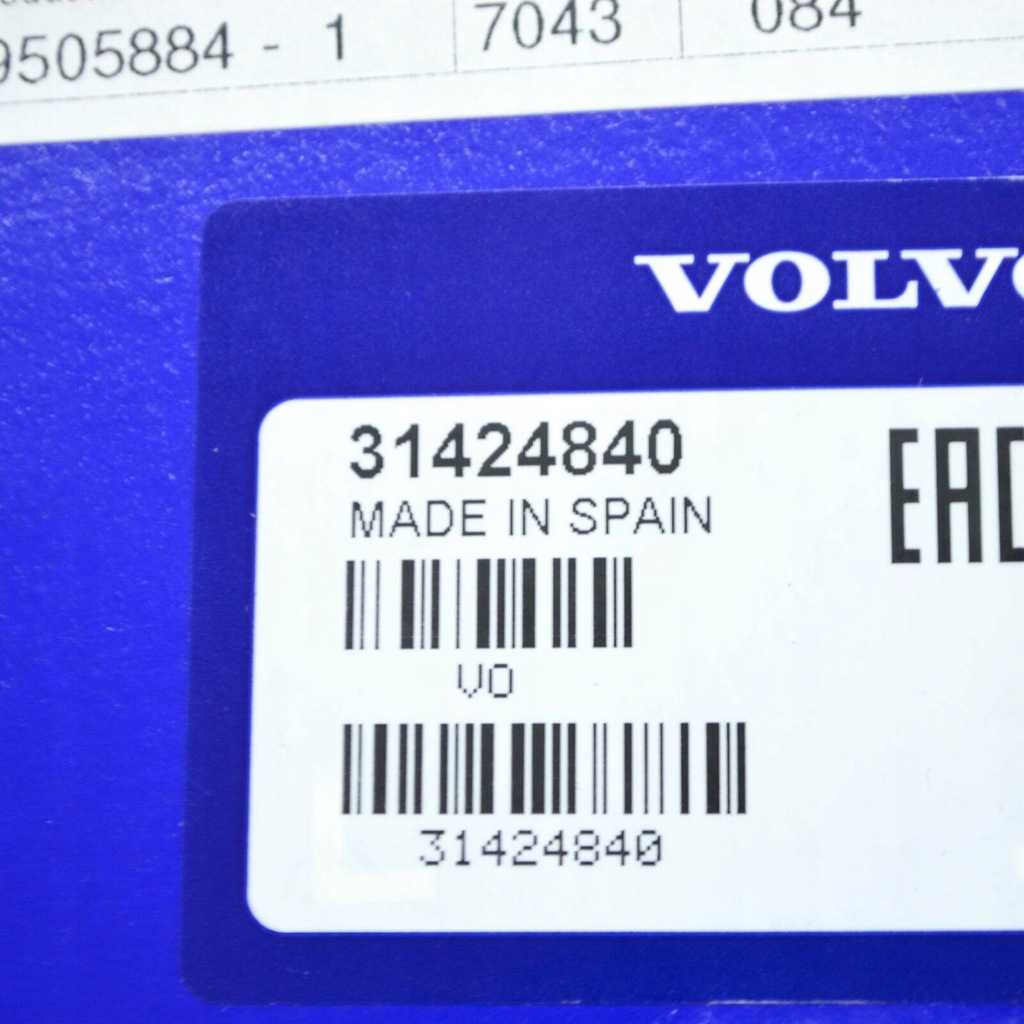 9505884 - 1 7043 084
VOLVO
31424840
MADE IN SPAIN
EAC
VO
31424840